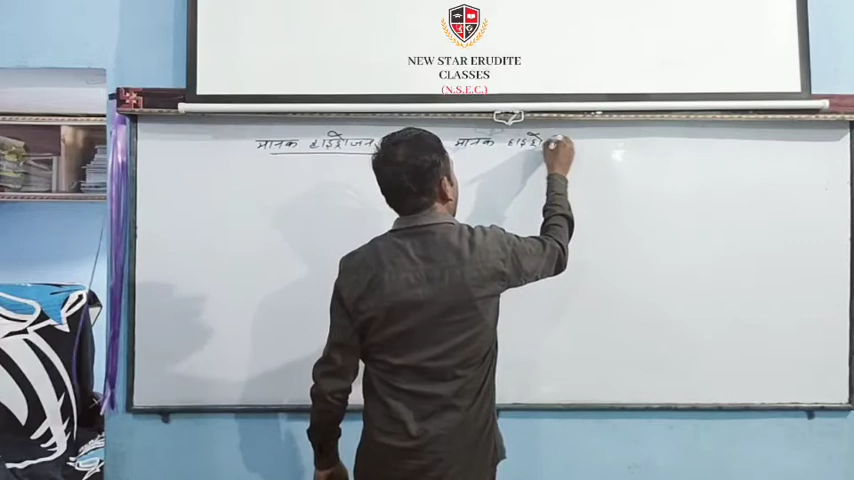 NEW STAR ERUDITE
CLASSES
(N.S.E.C.)
मानक हाइड्रोजन मानक हाइड्रो